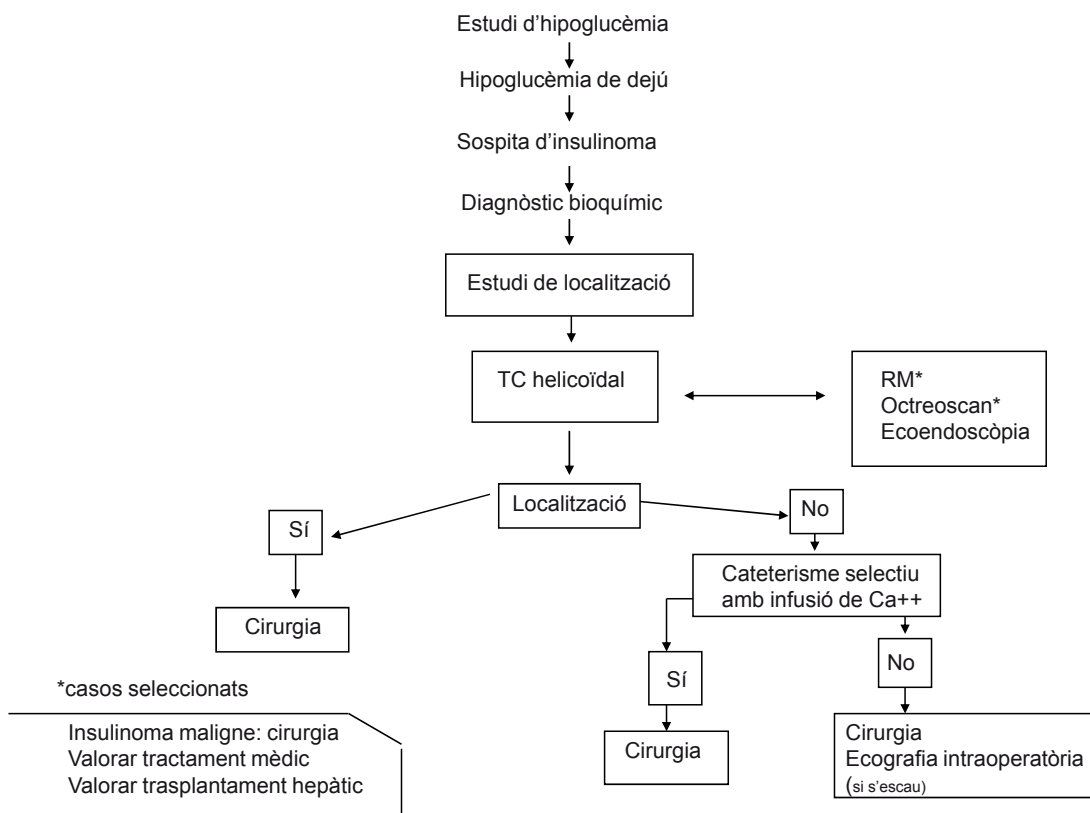 Estudi d’hipoglucèmia
Hipoglucèmia de dejú
Sospita d’insulinoma
Diagnòstic bioquímic
Estudi de localització
TC helicoïdal
RM*
Octreoscan*
Ecoendoscòpia
Localització
Sí
No
Cirurgia
Cateterisme selectiu
amb infusió de Ca++
Sí
No
Cirurgia
Cirurgia
Ecografia intraoperatòria
(si s’escau)
*casos seleccionats
Insulinoma maligne: cirurgia
Valorar tractament mèdic
Valorar trasplantament hepàtic